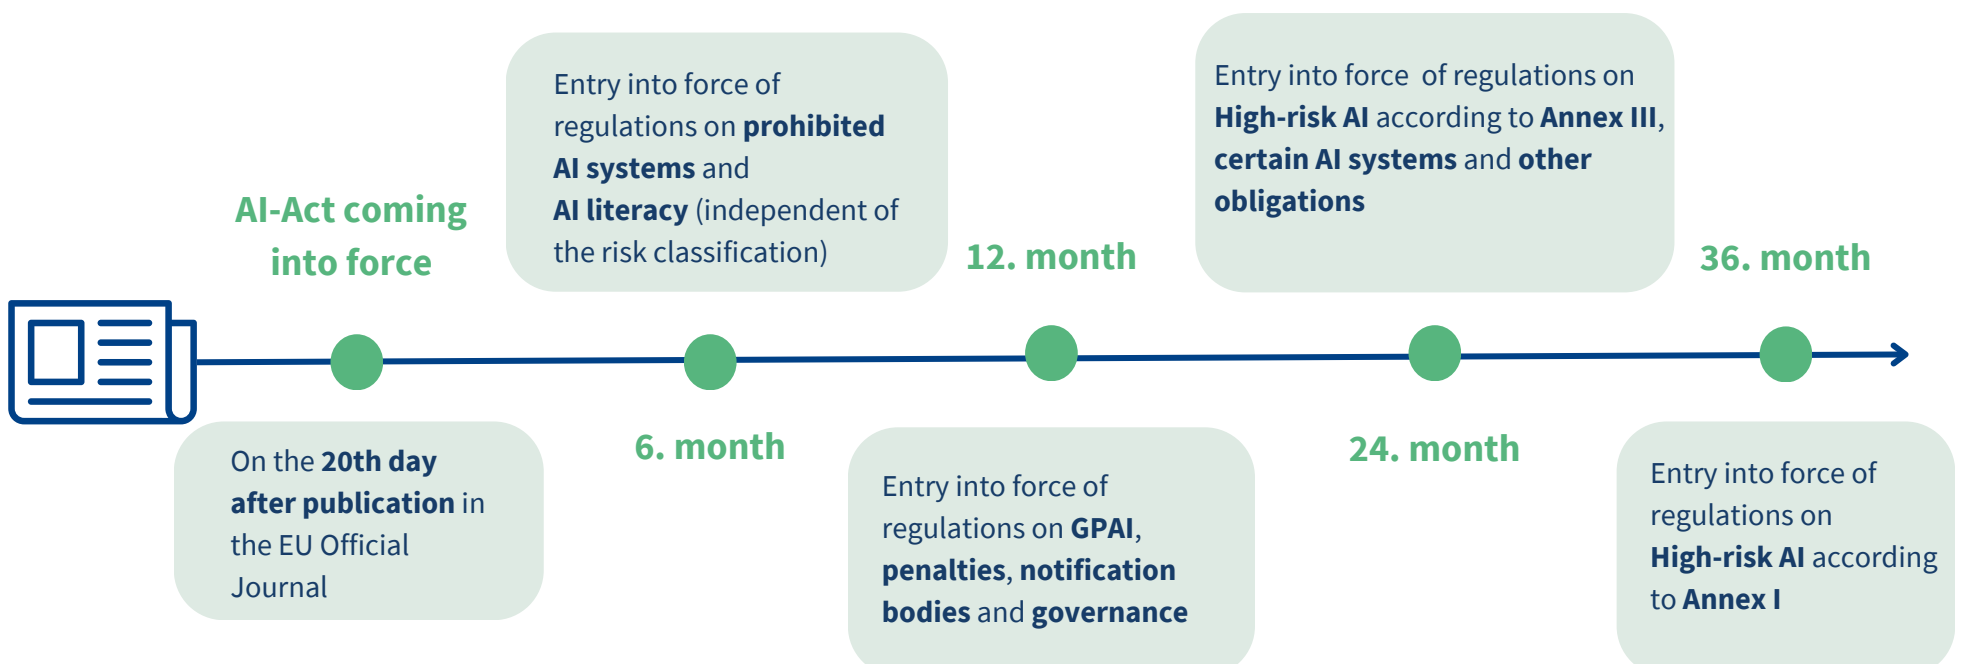 AI-Act coming
into force
On the 20th day
after publication in
the EU Official
Journal
Entry into force of
regulations on prohibited
AI systems and
AI literacy (independent of
the risk classification)
6. month
12. month
Entry into force of
regulations on GPAI,
penalties, notification
bodies and governance
Entry into force of regulations on
High-risk AI according to Annex III,
certain AI systems and other
obligations
24. month
36. month
Entry into force of
regulations on
High-risk AI according
to Annex I